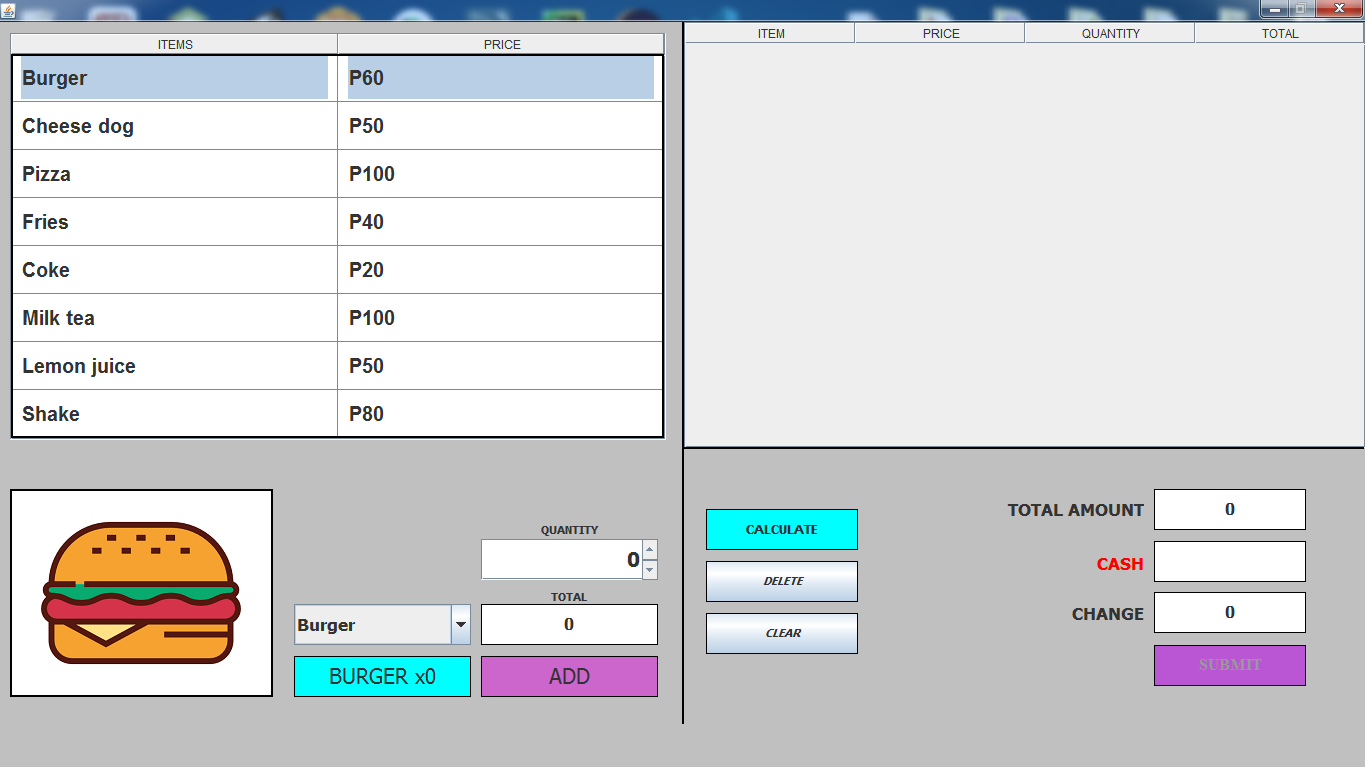 ITEMS PRICE
Burger P60
Cheese dog P50
Pizza P100
Fries P40
Coke P20
Milk tea P100
Lemon juice P50
Shake P80
QUANTITY
0
TOTAL
Burger 0
BURGER x0 ADD
ITEM PRICE QUANTITY TOTAL
CALCULATE
DELETE
CLEAR
TOTAL AMOUNT 0
CASH
CHANGE 0
SUBMIT